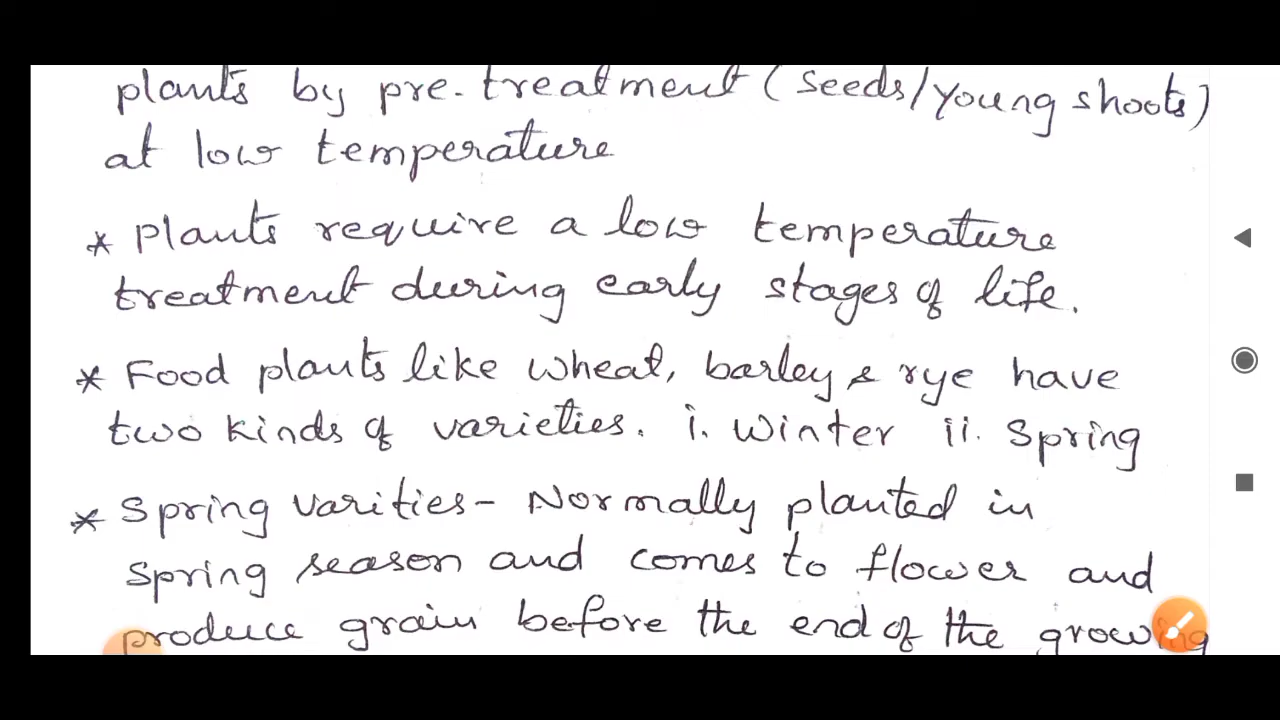 plants by pre-treatment (seeds/young shoots)
at low temperature
* Plants require a low temperature
treatment during early stages of life.
* Food plants like wheat, barley & rye have
two kinds of varieties. i. Winter ii. Spring
* Spring varities- Normally planted in
spring season and comes to flower and
produce grain before the end of the growing